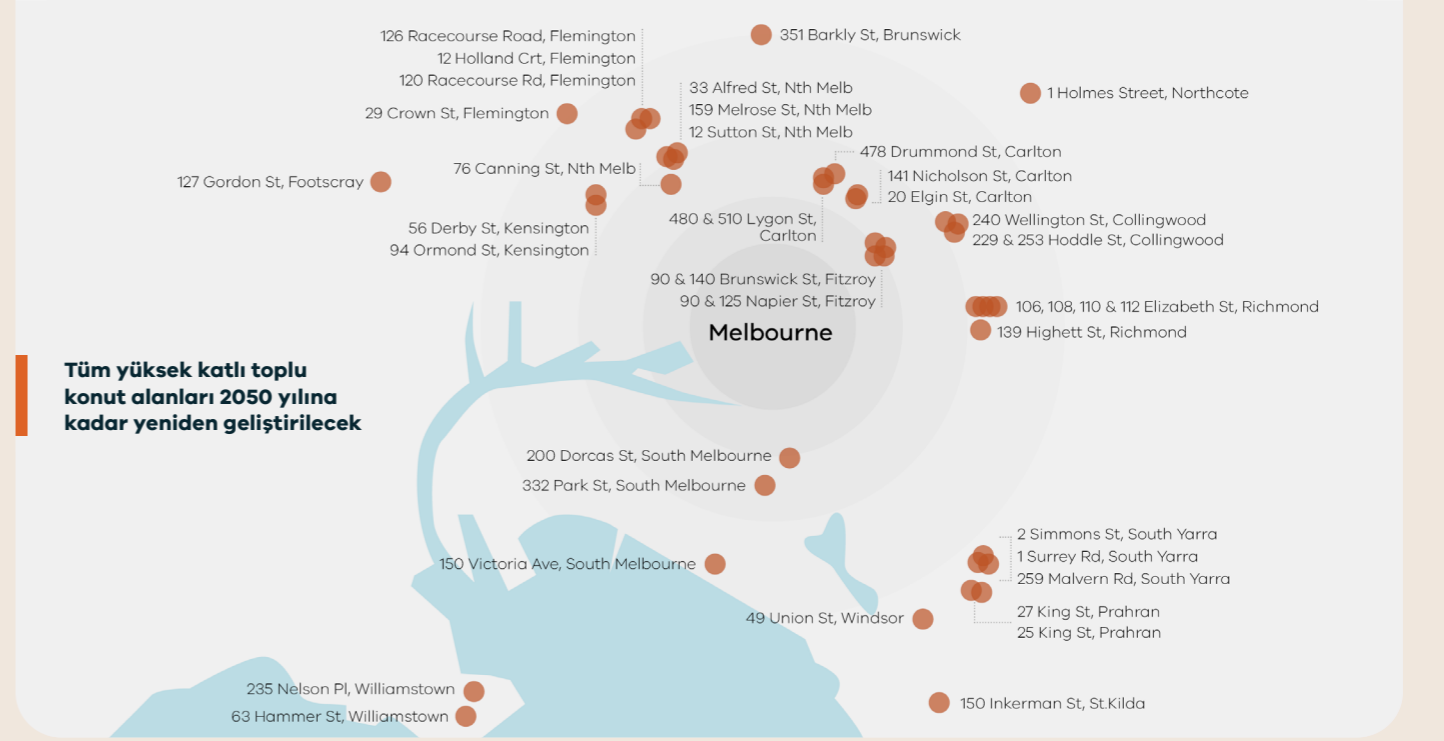 126 Racecourse Road, Flemington
12 Holland Crt, Flemington
120 Racecourse Rd, Flemington
351 Barkly St, Brunswick
33 Alfred St, Nth Melb
159 Melrose St, Nth Melb
12 Sutton St, Nth Melb
1 Holmes Street, Northcote
29 Crown St, Flemington
478 Drummond St, Carlton
76 Canning St, Nth Melb
141 Nicholson St, Carlton
20 Elgin St, Carlton
127 Gordon St, Footscray
56 Derby St, Kensington
94 Ormond St, Kensington
480 & 510 Lygon St,
Carlton
240 Wellington St, Collingwood
229 & 253 Hoddle St, Collingwood
90 & 140 Brunswick St, Fitzroy
90 & 125 Napier St, Fitzroy
106, 108, 110 & 112 Elizabeth St, Richmond
139 Highett St, Richmond
Melbourne
Tüm yüksek katlı toplu
konut alanları 2050 yılına
kadar yeniden geliştirilecek
200 Dorcas St, South Melbourne
332 Park St, South Melbourne
150 Victoria Ave, South Melbourne
2 Simmons St, South Yarra
1 Surrey Rd, South Yarra
259 Malvern Rd, South Yarra
27 King St, Prahran
25 King St, Prahran
49 Union St, Windsor
235 Nelson Pl, Williamstown
63 Hammer St, Williamstown
150 Inkerman St, St.Kilda